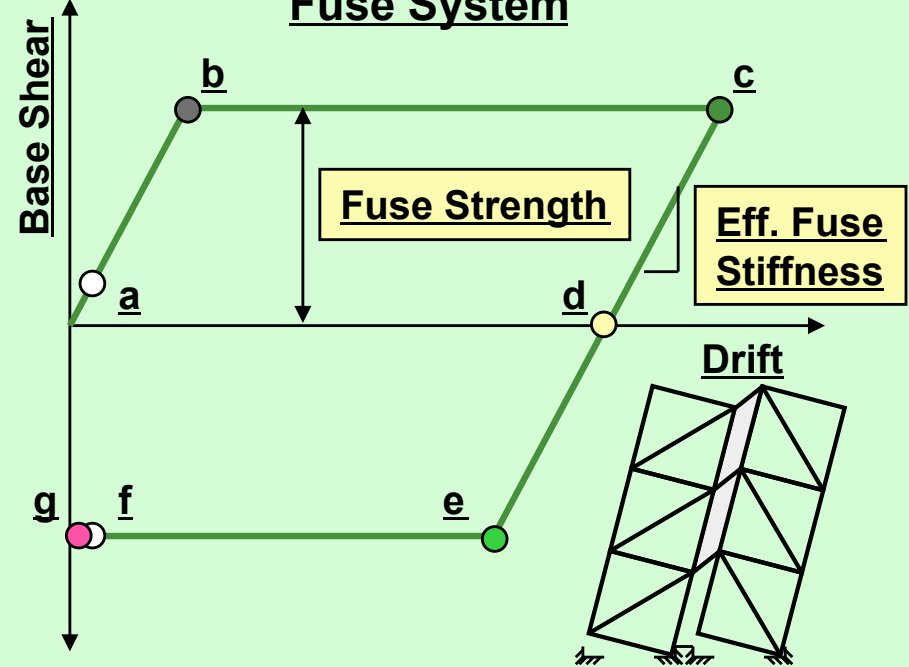 Fuse System
Base Shear
b
c
Fuse Strength
Eff. Fuse
Stiffness
a
d
Drift
g
f
e